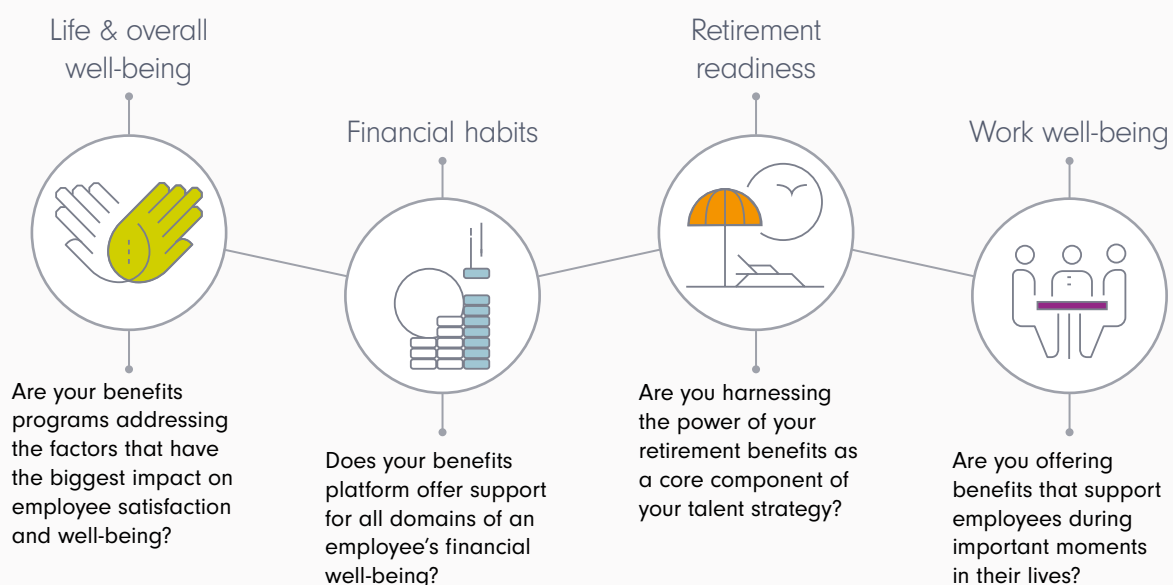 Life & overall
well-being
Are your benefits
programs addressing
the factors that have
the biggest impact on
employee satisfaction
and well-being?
Financial habits
Does your benefits
platform offer support
for all domains of an
employee’s financial
well-being?
Retirement
readiness
Are you harnessing
the power of your
retirement benefits as
a core component of
your talent strategy?
Work well-being
Are you offering
benefits that support
employees during
important moments
in their lives?